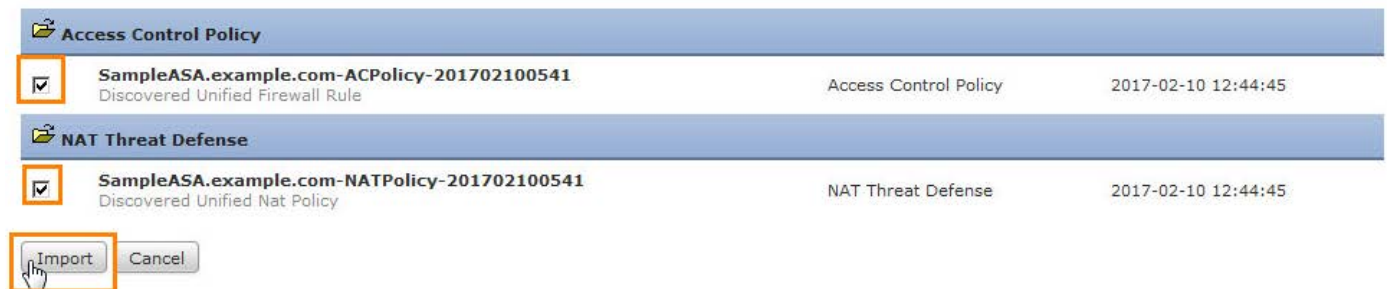 Access Control Policy
SampleASA.example.com-ACPolicy-201702100541 Access Control Policy 2017-02-10 12:44:45
Discovered Unified Firewall Rule
NAT Threat Defense
SampleASA.example.com-NATPolicy-201702100541 NAT Threat Defense 2017-02-10 12:44:45
Discovered Unified Nat Policy
Import Cancel